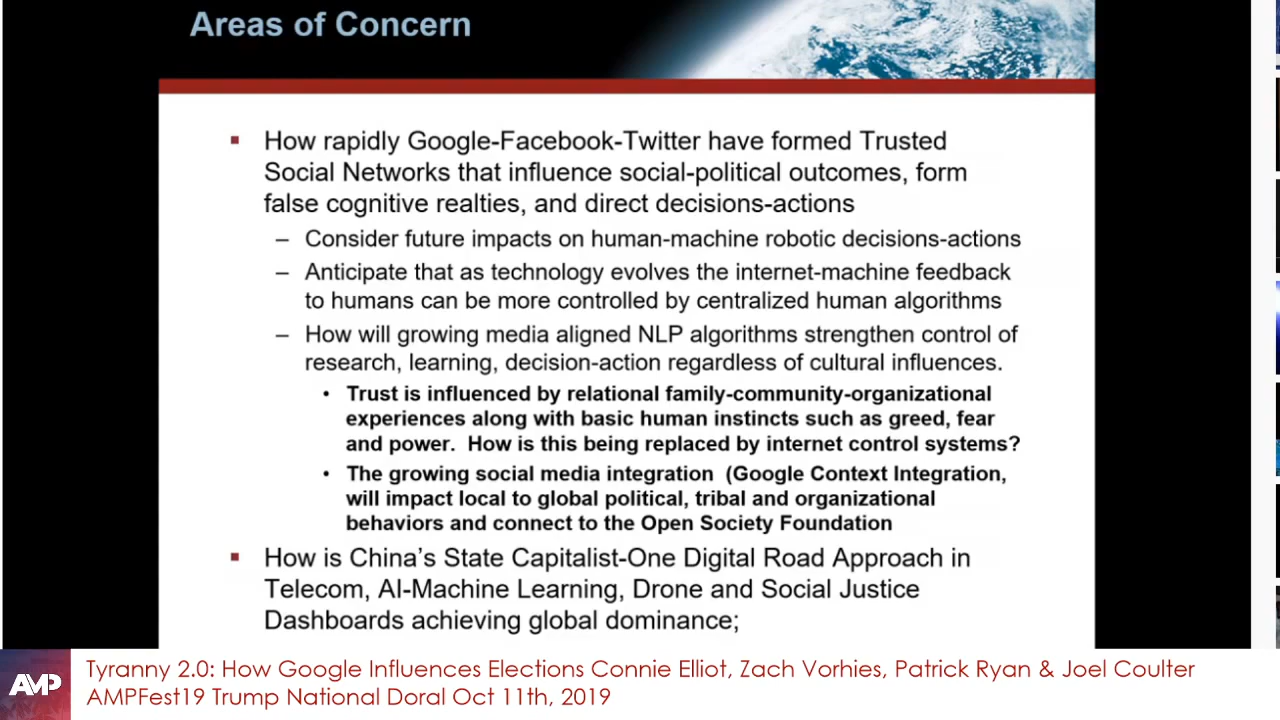 Areas of Concern
▪ How rapidly Google-Facebook-Twitter have formed Trusted
Social Networks that influence social-political outcomes, form
false cognitive realties, and direct decisions-actions
– Consider future impacts on human-machine robotic decisions-actions
– Anticipate that as technology evolves the internet-machine feedback
to humans can be more controlled by centralized human algorithms
– How will growing media aligned NLP algorithms strengthen control of
research, learning, decision-action regardless of cultural influences.
• Trust is influenced by relational family-community-organizational
experiences along with basic human instincts such as greed, fear
and power.  How is this being replaced by internet control systems?
• The growing social media integration  (Google Context Integration,
will impact local to global political, tribal and organizational
behaviors and connect to the Open Society Foundation
▪ How is China's State Capitalist-One Digital Road Approach in
Telecom, AI-Machine Learning, Drone and Social Justice
Dashboards achieving global dominance;
AMP
Tyranny 2.0: How Google Influences Elections Connie Elliot, Zach Vorhies, Patrick Ryan & Joel Coulter
AMPFest19 Trump National Doral Oct 11th, 2019